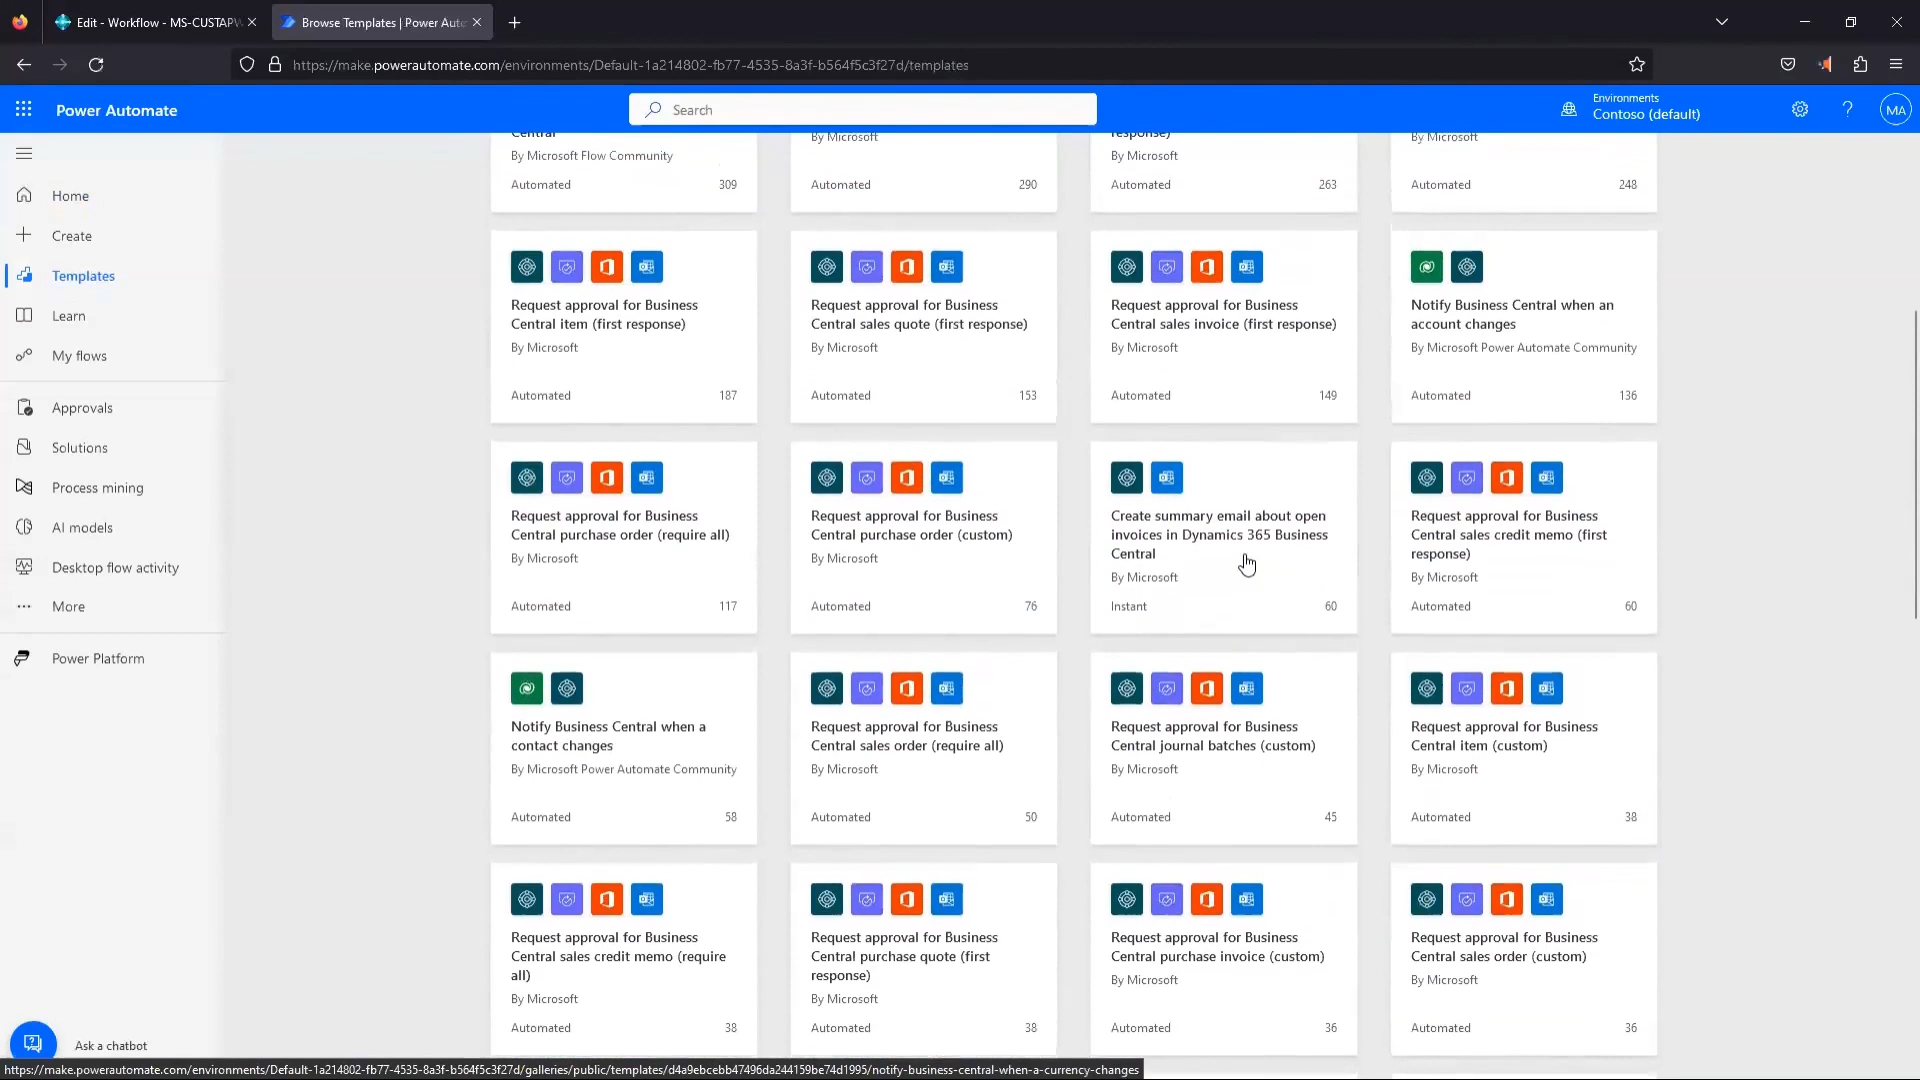 Edit - Workflow - MS-CUSTAPW
Browse Templates | Power Auto
https://make.powerautomate.com/environments/Default-1a214802-fb77-4535-8a3f-b564f5c3f27d/templates
Power Automate
Search
Environments
Contoso (default)
MA
Home
Create
Templates
Learn
My flows
Approvals
Solutions
Process mining
AI models
Desktop flow activity
More
Power Platform
Ask a chatbot
Central
By Microsoft Flow Community
Automated 309
By Microsoft
Automated 290
response)
By Microsoft
Automated 263
By Microsoft
Automated 248
Request approval for Business
Central item (first response)
By Microsoft
Automated 187
Request approval for Business
Central sales quote (first response)
By Microsoft
Automated 153
Request approval for Business
Central sales invoice (first response)
By Microsoft
Automated 149
Notify Business Central when an
account changes
By Microsoft Power Automate Community
Automated 136
Request approval for Business
Central purchase order (require all)
By Microsoft
Automated 117
Request approval for Business
Central purchase order (custom)
By Microsoft
Automated 76
Create summary email about open
invoices in Dynamics 365 Business
Central
By Microsoft
Instant 60
Request approval for Business
Central sales credit memo (first
response)
By Microsoft
Automated 60
Notify Business Central when a
contact changes
By Microsoft Power Automate Community
Automated 58
Request approval for Business
Central sales order (require all)
By Microsoft
Automated 50
Request approval for Business
Central journal batches (custom)
By Microsoft
Automated 45
Request approval for Business
Central item (custom)
By Microsoft
Automated 38
Request approval for Business
Central sales credit memo (require
all)
By Microsoft
Automated 38
Request approval for Business
Central purchase quote (first
response)
By Microsoft
Automated 38
Request approval for Business
Central purchase invoice (custom)
By Microsoft
Automated 36
Request approval for Business
Central sales order (custom)
By Microsoft
Automated 36
https://make.powerautomate.com/environments/Default-1a214802-fb77-4535-8a3f-b564f5c3f27d/galleries/public/templates/d4a9ebcebb47496da244159be74d1995/notify-business-central-when-a-currency-changes